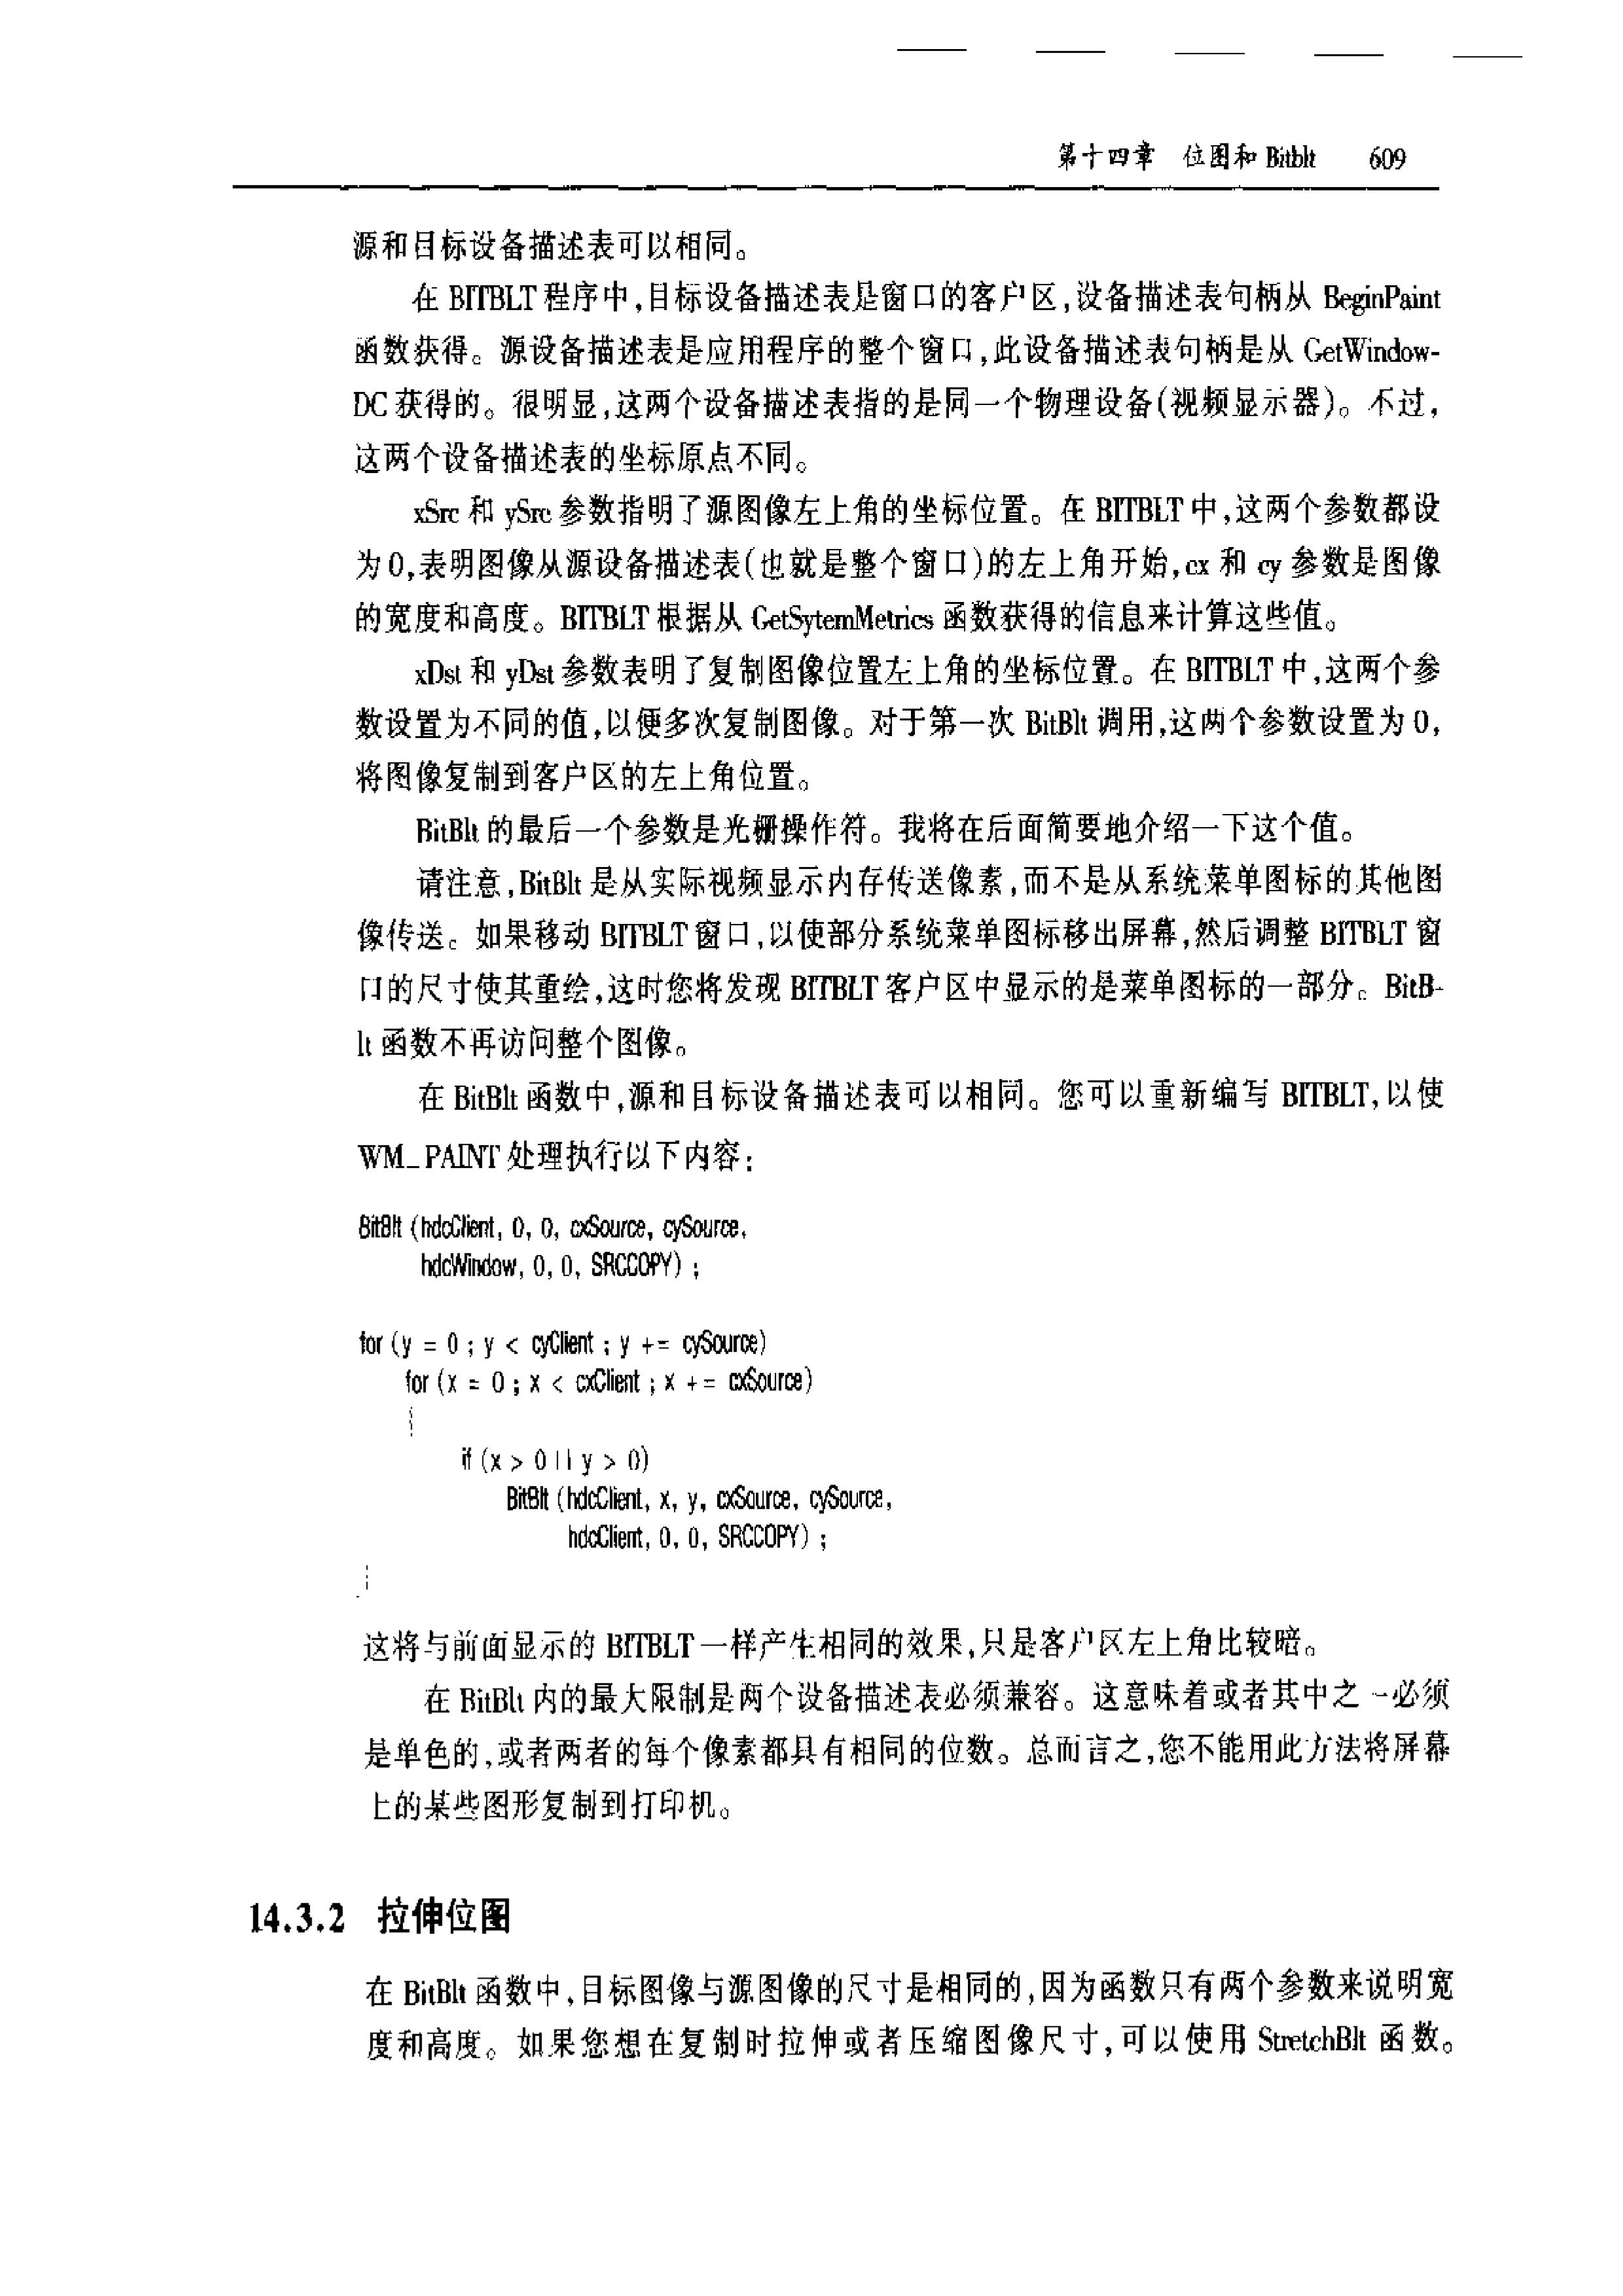 第十四章 位图和 Bitblt 609
源和目标设备描述表可以相同。
在 BITBLT 程序中,目标设备描述表是窗口的客户区,设备描述表句柄从 BeginPaint
函数获得。源设备描述表是应用程序的整个窗口,此设备描述表句柄是从 GetWindow-
DC 获得的。很明显,这两个设备描述表指的是同一个物理设备(视频显示器)。不过,
这两个设备描述表的坐标原点不同。
xSrc 和 ySrc 参数指明了源图像左上角的坐标位置。在 BITBLT 中,这两个参数都设
为 0,表明图像从源设备描述表(也就是整个窗口)的左上角开始,cx 和 cy 参数是图像
的宽度和高度。BITBLT 根据从 GetSytemMetrics 函数获得的信息来计算这些值。
xDst 和 yDst 参数表明了复制图像位置左上角的坐标位置。在 BITBLT 中,这两个参
数设置为不同的值,以便多次复制图像。对于第一次 BitBlt 调用,这两个参数设置为 0,
将图像复制到客户区的左上角位置。
BitBlt 的最后一个参数是光栅操作符。我将在后面简要地介绍一下这个值。
请注意,BitBlt 是从实际视频显示内存传送像素,而不是从系统菜单图标的其他图
像传送。如果移动 BITBLT 窗口,以使部分系统菜单图标移出屏幕,然后调整 BITBLT 窗
口的尺寸使其重绘,这时您将发现 BITBLT 客户区中显示的是菜单图标的一部分。BitB-
lt 函数不再访问整个图像。
在 BitBlt 函数中,源和目标设备描述表可以相同。您可以重新编写 BITBLT,以使
WM_PAINT 处理执行以下内容:
BitBlt (hdcClient, 0, 0, cxSource, cySource,
hdcWindow, 0, 0, SRCCOPY) ;
for (y = 0 ; y < cyClient ; y += cySource)
for (x = 0 ; x < cxClient ; x += cxSource)
{
if (x > 0 || y > 0)
BitBlt (hdcClient, x, y, cxSource, cySource,
hdcClient, 0, 0, SRCCOPY) ;
}
这将与前面显示的 BITBLT 一样产生相同的效果,只是客户区左上角比较暗。
在 BitBlt 内的最大限制是两个设备描述表必须兼容。这意味着或者其中之一必须
是单色的,或者两者的每个像素都具有相同的位数。总而言之,您不能用此方法将屏幕
上的某些图形复制到打印机。
14.3.2 拉伸位图
在 BitBlt 函数中,目标图像与源图像的尺寸是相同的,因为函数只有两个参数来说明宽
度和高度。如果您想在复制时拉伸或者压缩图像尺寸,可以使用 StretchBlt 函数。